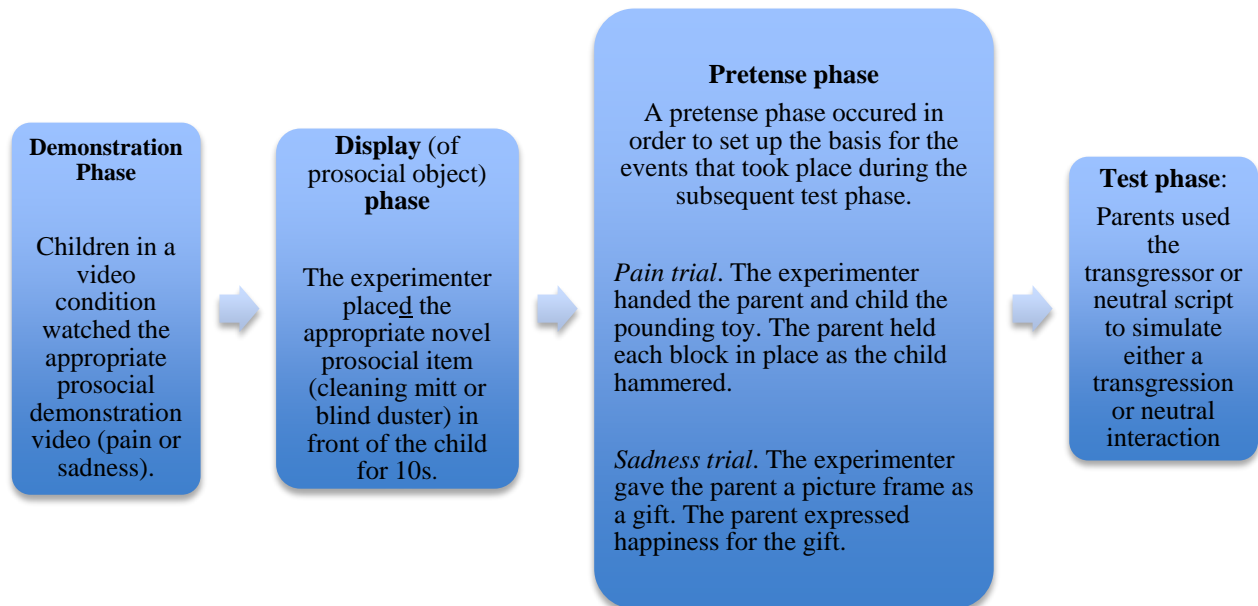 Demonstration
Phase
Children in a
video
condition
watched the
appropriate
prosocial
demonstration
video (pain or
sadness).
Display (of
prosocial object)
phase
The experimenter
placed the
appropriate novel
prosocial item
(cleaning mitt or
blind duster) in
front of the child
for 10s.
Pretense phase
A pretense phase occured in
order to set up the basis for the
events that took place during the
subsequent test phase.
Pain trial. The experimenter
handed the parent and child the
pounding toy. The parent held
each block in place as the child
hammered.
Sadness trial. The experimenter
gave the parent a picture frame as
a gift. The parent expressed
happiness for the gift.
Test phase:
Parents used
the
transgressor or
neutral script
to simulate
either a
transgression
or neutral
interaction